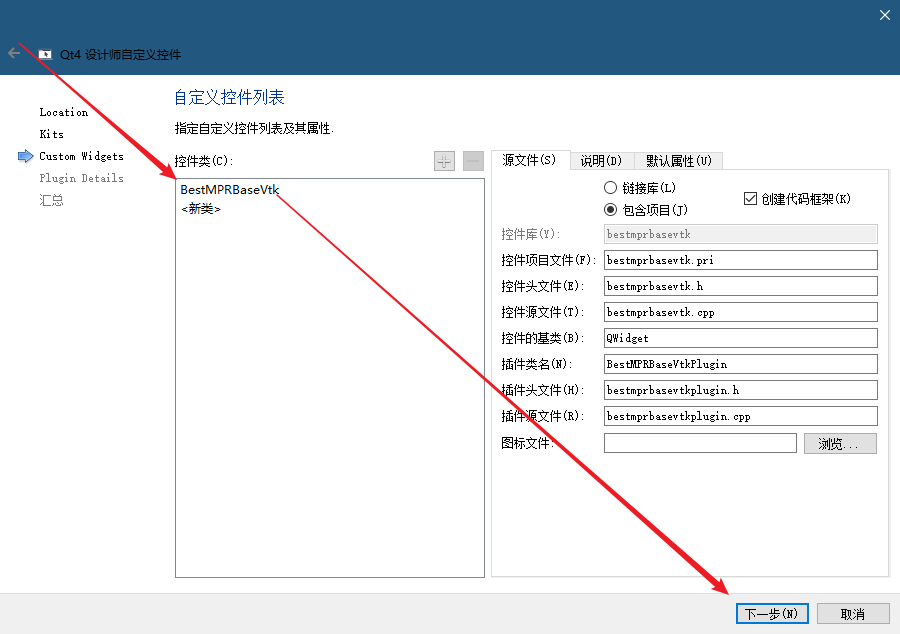 Qt4 设计师自定义控件
Location
Kits
Custom Widgets
Plugin Details
汇总
自定义控件列表
指定自定义控件列表及其属性.
控件类(C):
BestMPRBaseVtk
<新类>
源文件(S) 说明(D) 默认属性(U)
链接库(L)
包含项目(J)
创建代码框架(K)
控件库(Y): bestmprbasevtk
控件项目文件(F): bestmprbasevtk.pri
控件头文件(E): bestmprbasevtk.h
控件源文件(T): bestmprbasevtk.cpp
控件的基类(B): QWidget
插件类名(N): BestMPRBaseVtkPlugin
插件头文件(H): bestmprbasevtkplugin.h
插件源文件(R): bestmprbasevtkplugin.cpp
图标文件: 浏览...
下一步(N) 取消